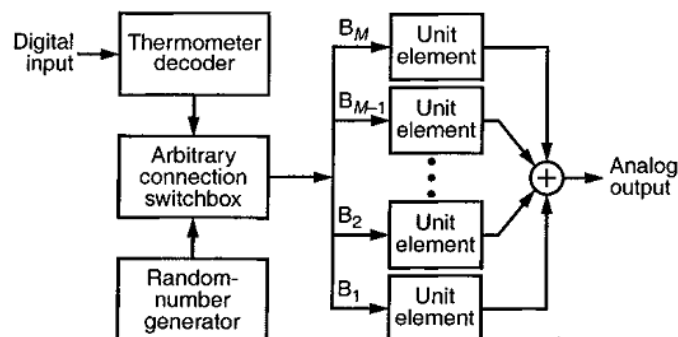 Digital
input
Thermometer
decoder
Arbitrary
connection
switchbox
Random-
number
generator
B_M
Unit
element
B_{M-1}
Unit
element
B_2
Unit
element
B_1
Unit
element
+
Analog
output